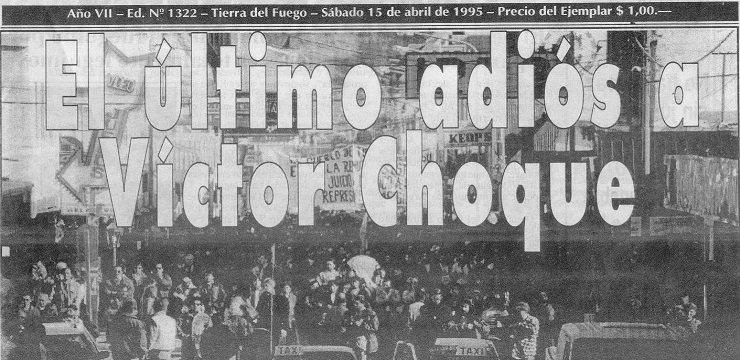 Año VII – Ed. Nº 1322 – Tierra del Fuego – Sábado 15 de abril de 1995 – Precio del Ejemplar $ 1,00.—
El último adiós a
Víctor Choque
KEOP'S
TAXI
TAXI